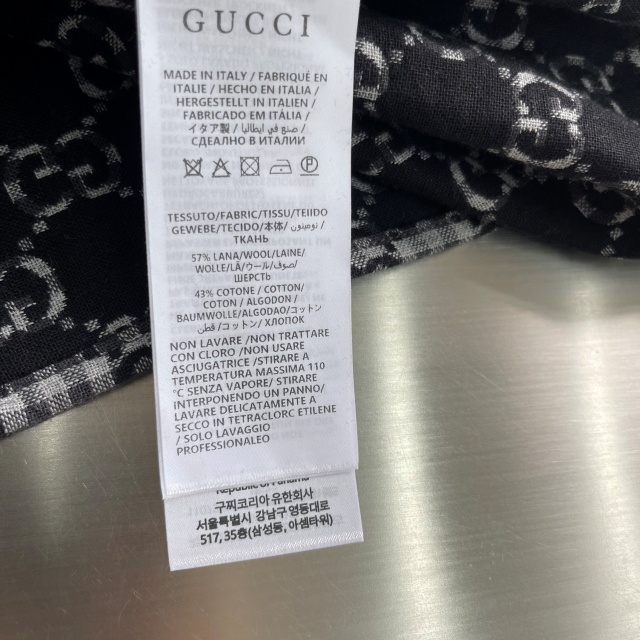 GUCCI
MADE IN ITALY / FABRIQUÉ EN
ITALIE / HECHO EN ITALIA /
HERGESTELLT IN ITALIEN /
FABRICADO EM ITÁLIA /
イタア製 / صنع في ايطاليا /
СДЕАЛНО В ИТАЛИИ
TESSUTO/FABRIC/TISSU/TEJIDO
GEWEBE/TECIDO/本体/
ТКАНЬ
57% LANA/WOOL/LAINE/
WOLLE/LÃ/ウール/صوف/
ШЕРСТЬ
43% COTONE / COTTON/
COTON / ALGODON /
BAUMWOLLE/ALGODAO/コットン
/ قطن/コットン/ ХЛОПОК
NON LAVARE /NON TRATTARE
CON CLORO /NON USARE
ASCIUGATRICE /STIRARE A
TEMPERATURA MASSIMA 110
°C SENZA VAPORE/ STIRARE
INTERPONENDO UN PANNO/
LAVARE DELICATAMENTE A
SECCO IN TETRACLORC ETILENE
/ SOLO LAVAGGIO
PROFESSIONALEO
Republic of Panama
구찌코리아 유한회사
서울특별시 강남구 영동대로
517,35층(삼성동, 아셈타워)